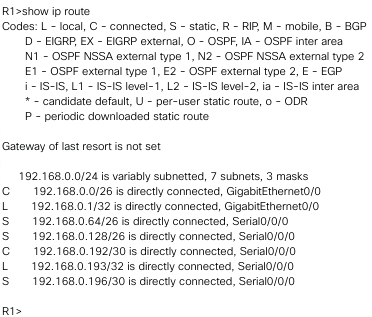 R1>show ip route
Codes: L - local, C - connected, S - static, R - RIP, M - mobile, B - BGP
D - EIGRP, EX - EIGRP external, O - OSPF, IA - OSPF inter area
N1 - OSPF NSSA external type 1, N2 - OSPF NSSA external type 2
E1 - OSPF external type 1, E2 - OSPF external type 2, E - EGP
i - IS-IS, L1 - IS-IS level-1, L2 - IS-IS level-2, ia - IS-IS inter area
* - candidate default, U - per-user static route, o - ODR
P - periodic downloaded static route

Gateway of last resort is not set

192.168.0.0/24 is variably subnetted, 7 subnets, 3 masks
C 192.168.0.0/26 is directly connected, GigabitEthernet0/0
L 192.168.0.1/32 is directly connected, GigabitEthernet0/0
S 192.168.0.64/26 is directly connected, Serial0/0/0
S 192.168.0.128/26 is directly connected, Serial0/0/0
C 192.168.0.192/30 is directly connected, Serial0/0/0
L 192.168.0.193/32 is directly connected, Serial0/0/0
S 192.168.0.196/30 is directly connected, Serial0/0/0

R1>